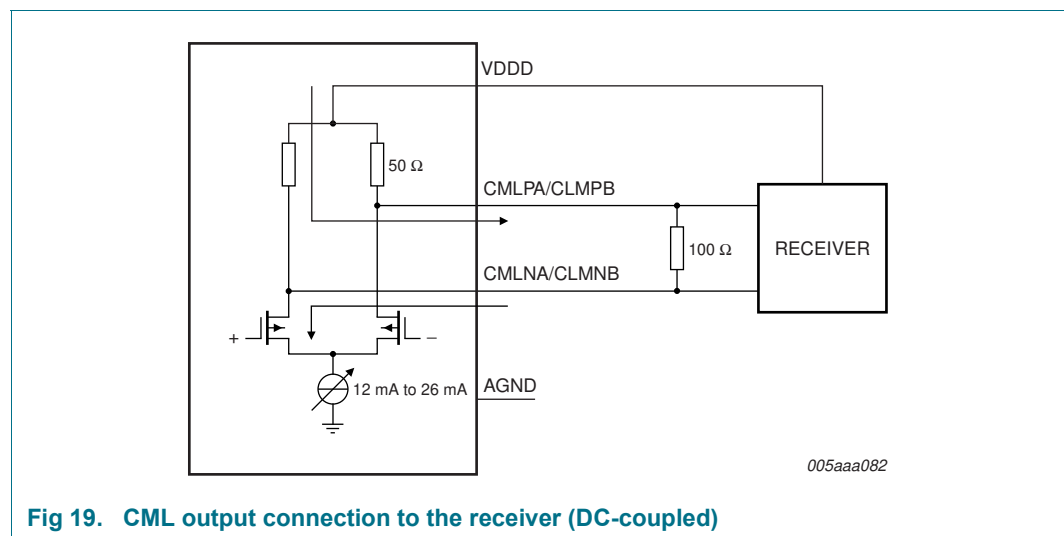 VDDD
50 Ω
CMLPA/CLMPB
100 Ω
RECEIVER
CMLNA/CLMNB
+
−
12 mA to 26 mA
AGND
005aaa082
Fig 19. CML output connection to the receiver (DC-coupled)